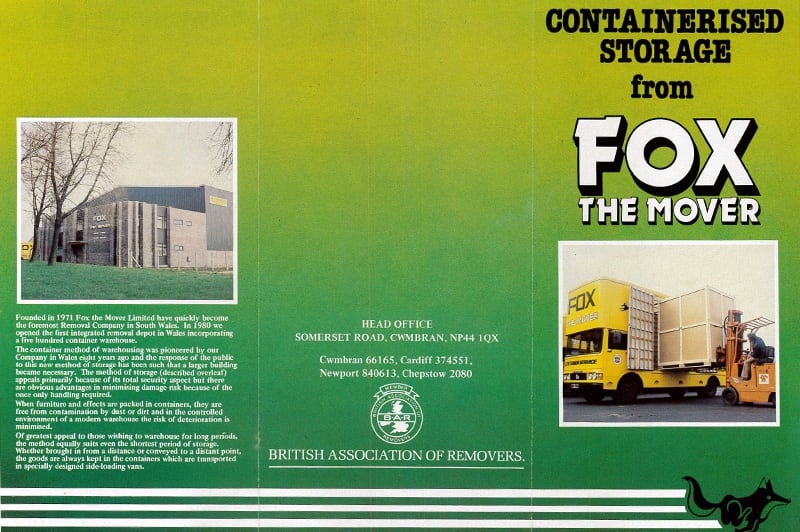 CONTAINERISED
STORAGE
from
FOX
THE MOVER
FOX
THE MOVER
Founded in 1971 Fox the Mover Limited have quickly become
the foremost Removal Company in South Wales. In 1980 we
opened the first integrated removal depot in Wales incorporating
a five hundred container warehouse.
The container method of warehousing was pioneered by our
Company in Wales eight years ago and the reponse of the public
to this new method of storage has been such that a larger building
became necessary. The method of storage (described overleaf)
appeals primarily because of its total security aspect but there
are obvious advantages in minimising damage risk because of the
once only handling required.
When furniture and effects are packed in containers, they are
free from contamination by dust or dirt and in the controlled
environment of a modern warehouse the risk of deterioration is
minimised.
Of greatest appeal to those wishing to warehouse for long periods,
the method equally suits even the shortest period of storage.
Whether brought in from a distance or conveyed to a distant point,
the goods are always kept in the containers which are transported
in specially designed side-loading vans.
HEAD OFFICE
SOMERSET ROAD, CWMBRAN, NP44 1QX
Cwmbran 66165, Cardiff 374551,
Newport 840613, Chepstow 2080
MEMBER
B·A·R
REMOVERS
BRITISH ASSOCIATION OF REMOVERS.
FOX
THE MOVER